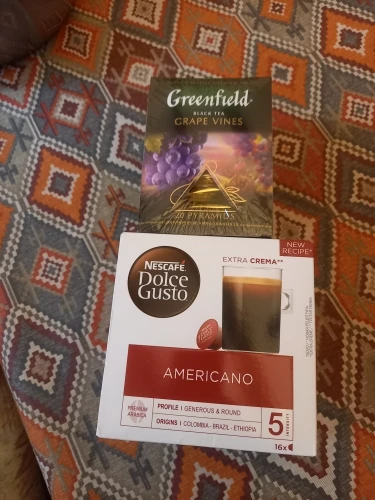 Greenfield
BLACK TEA
GRAPE VINES
20 PYRAMIDS
NEW
RECIPE*
EXTRA CREMA**
NESCAFÉ
Dolce
Gusto
AMERICANO
PREMIUM
ARABICA
PROFILE | GENEROUS & ROUND
ORIGINS | COLOMBIA - BRAZIL - ETHIOPIA
5
INTENSITY
16x